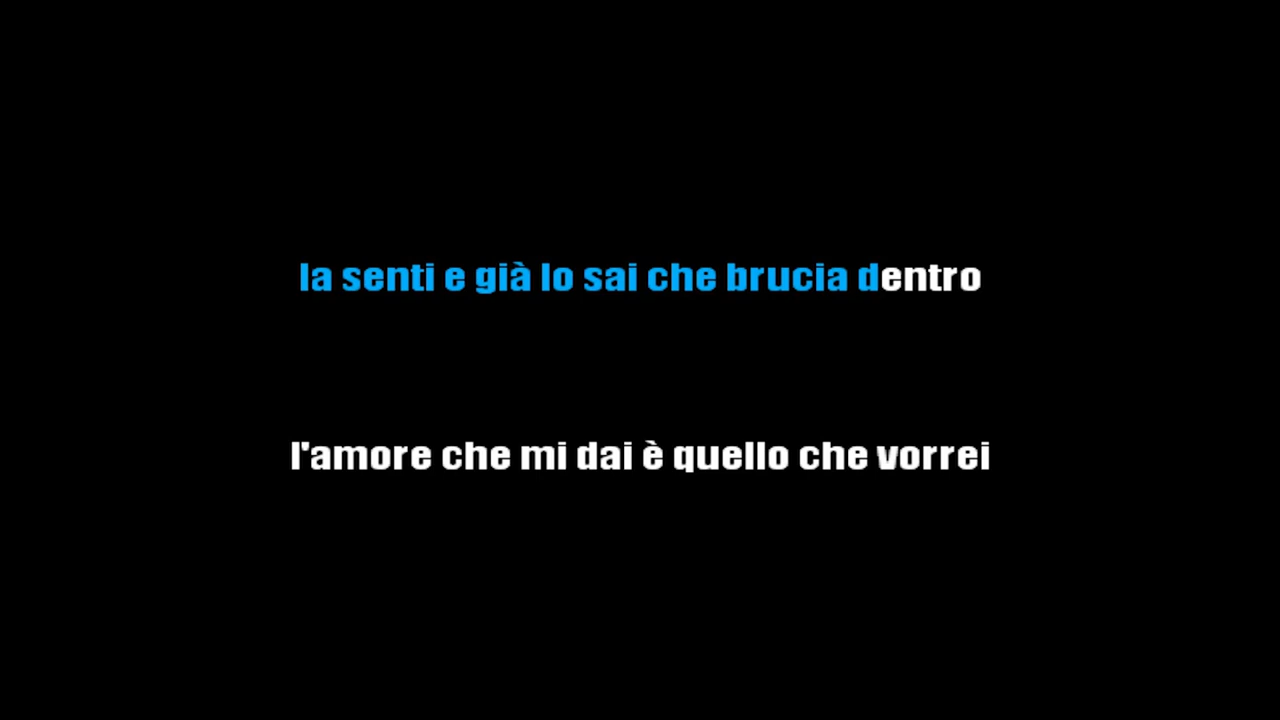 la senti e già lo sai che brucia dentro
l'amore che mi dai è quello che vorrei